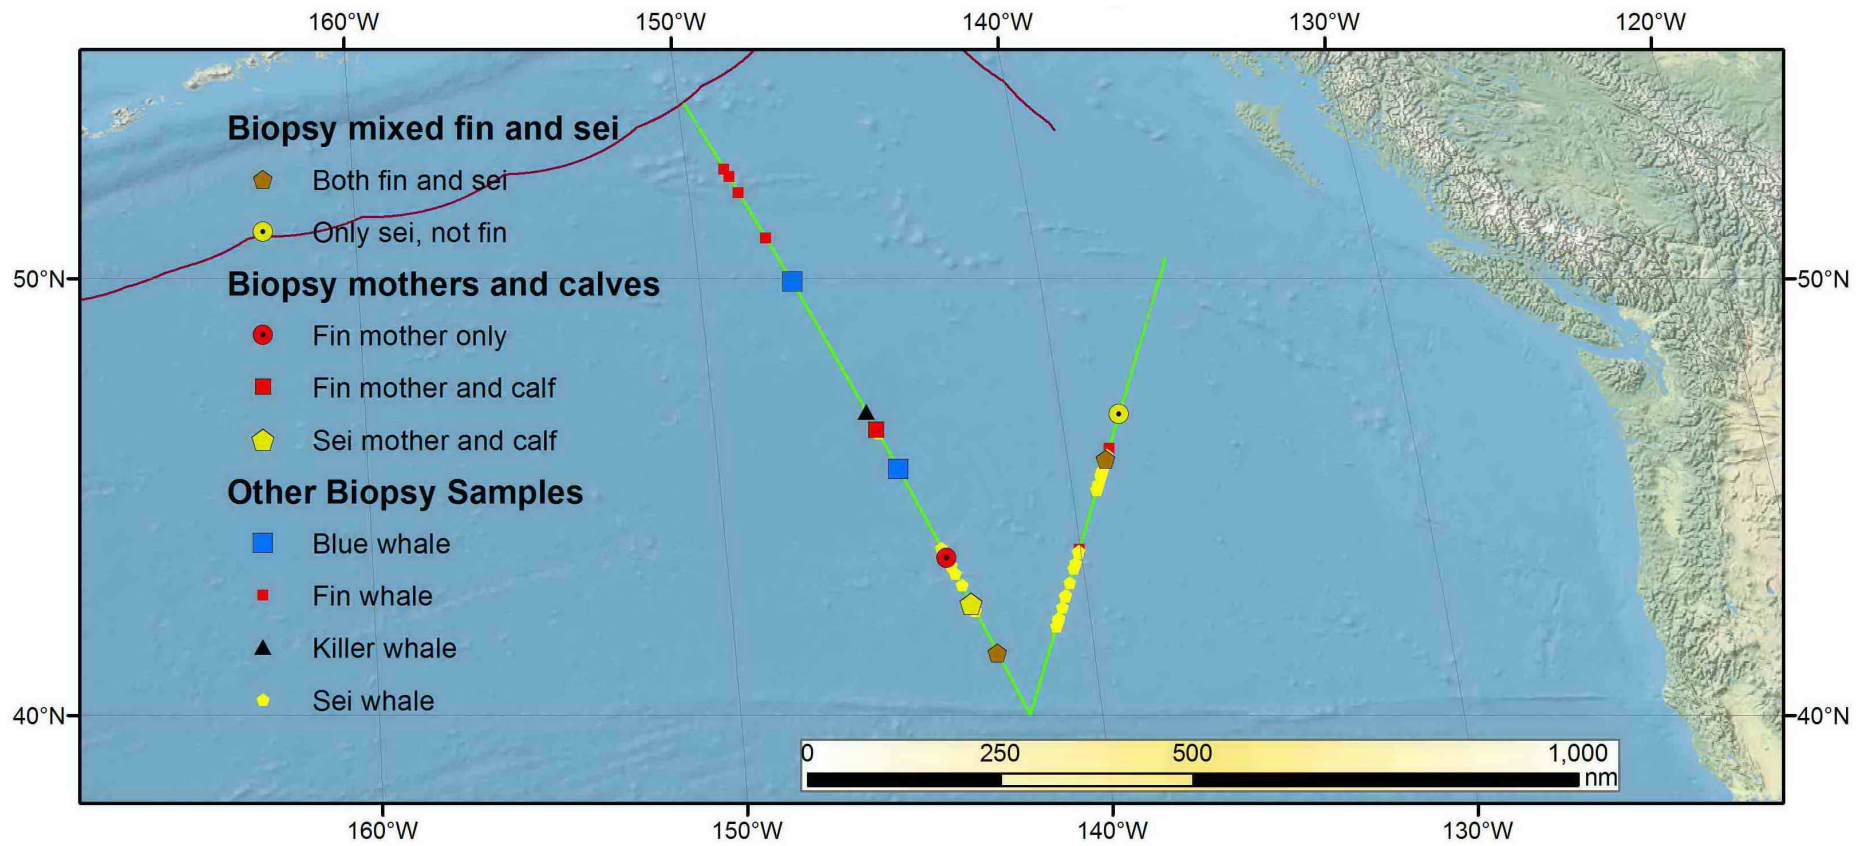 160°W 150°W 140°W 130°W 120°W
Biopsy mixed fin and sei
Both fin and sei
Only sei, not fin
50°N 50°N
Biopsy mothers and calves
Fin mother only
Fin mother and calf
Sei mother and calf
Other Biopsy Samples
Blue whale
Fin whale
Killer whale
Sei whale
40°N 40°N
0 250 500 1,000
nm
160°W 150°W 140°W 130°W